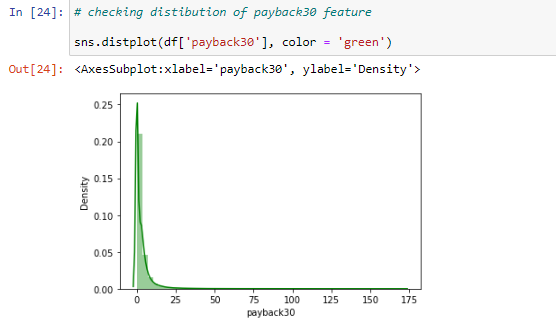 In [24]: # checking distibution of payback30 feature
sns.distplot(df['payback30'], color = 'green')
Out[24]: <AxesSubplot:xlabel='payback30', ylabel='Density'>
0.25
0.20
0.15
0.10
0.05
0.00
Density
0 25 50 75 100 125 150 175
payback30